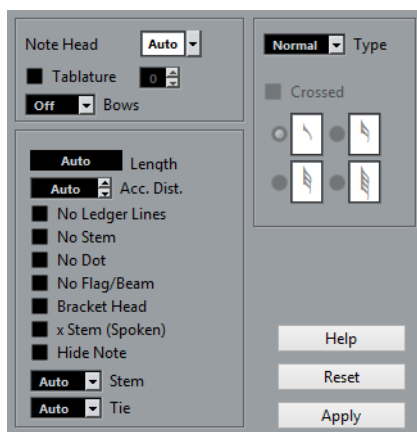 Note Head Auto
Tablature 0
Off Bows
Auto Length
Auto Acc. Dist.
No Ledger Lines
No Stem
No Dot
No Flag/Beam
Bracket Head
x Stem (Spoken)
Hide Note
Auto Stem
Auto Tie
Normal Type
Crossed
Help
Reset
Apply